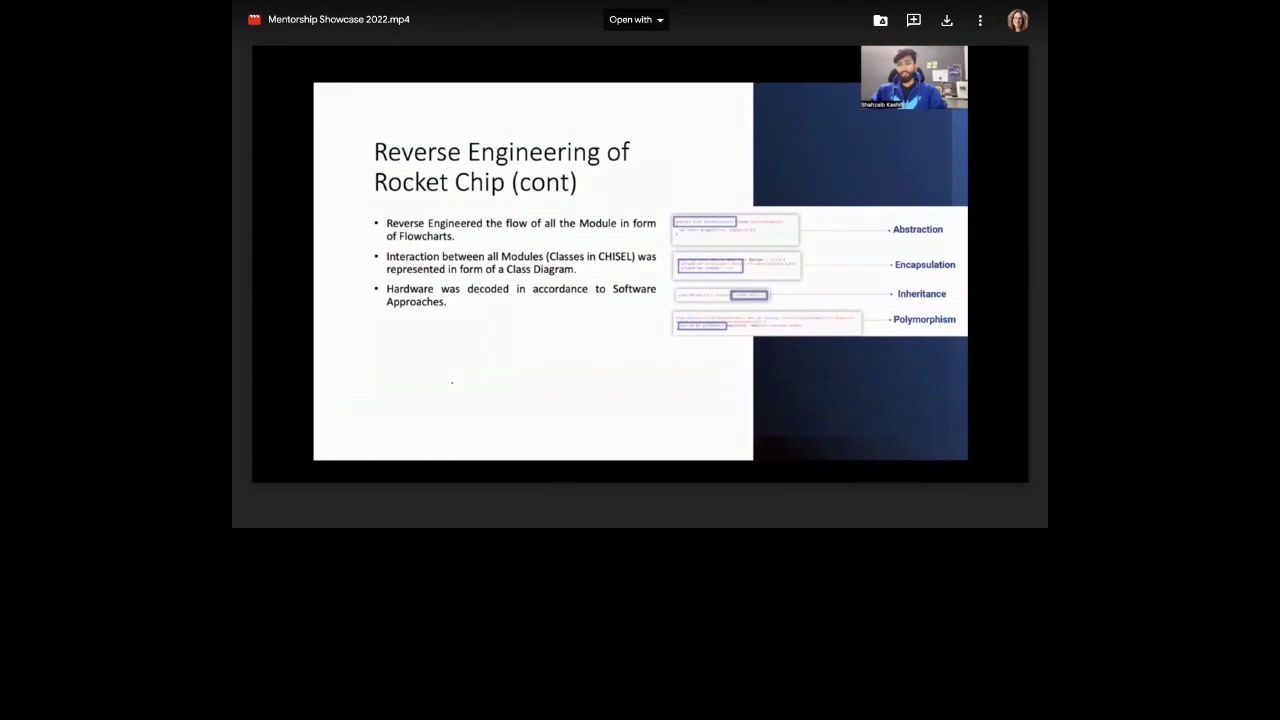 Mentorship Showcase 2022.mp4
Open with
Shahzaib Kashif
Reverse Engineering of
Rocket Chip (cont)
• Reverse Engineered the flow of all the Module in form
of Flowcharts.
• Interaction between all Modules (Classes in CHISEL) was
represented in form of a Class Diagram.
• Hardware was decoded in accordance to Software
Approaches.
Abstraction
Encapsulation
Inheritance
Polymorphism